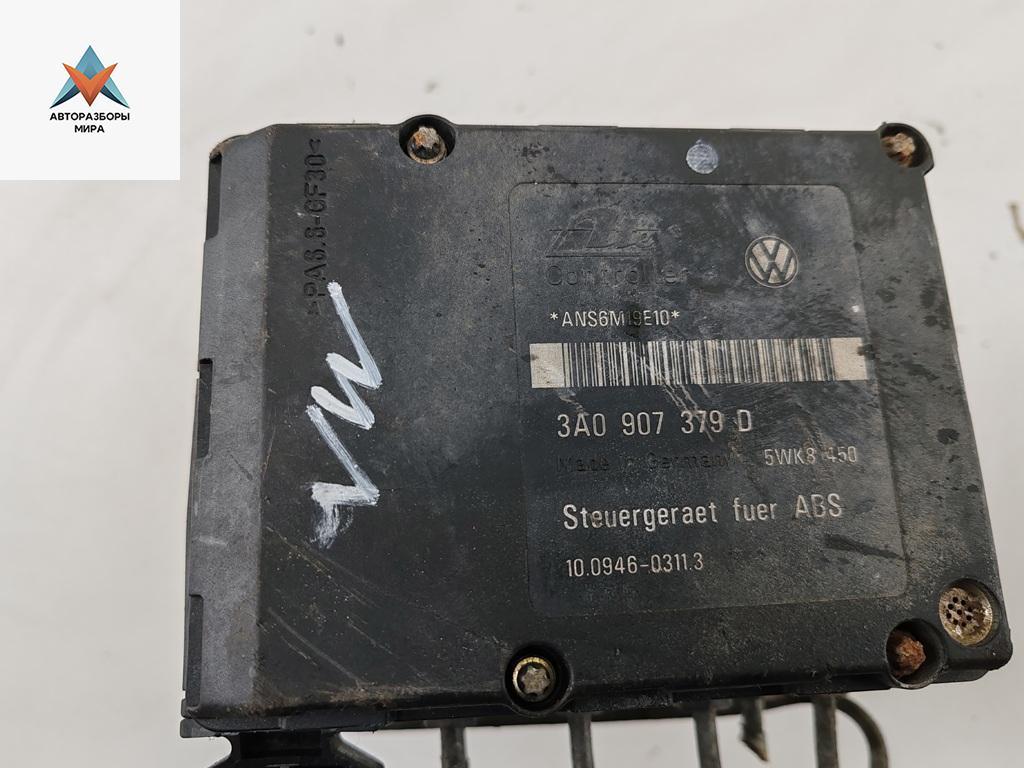 АВТОРАЗБОРЫ
МИРА
>PA6.6-GF30<
Ate
Controller
*ANS6M19E10*
3A0 907 379 D
Made in Germany 5WK8 450
Steuergeraet fuer ABS
10.0946-0311.3